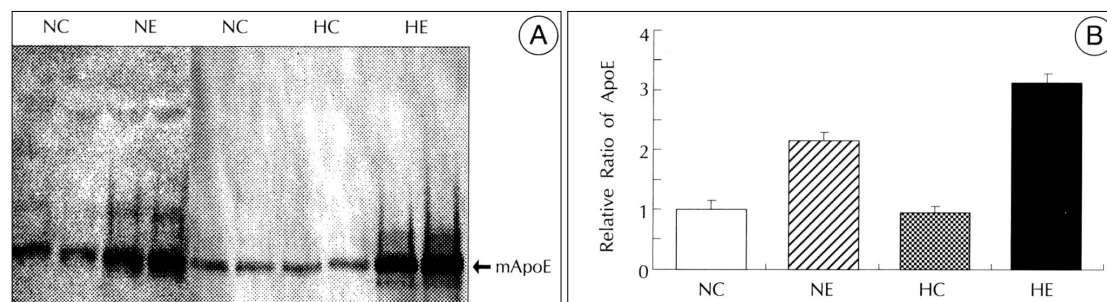 NC NE NC HC HE
A
mApoE
B
Relative Ratio of ApoE
4
3
2
1
0
NC NE HC HE